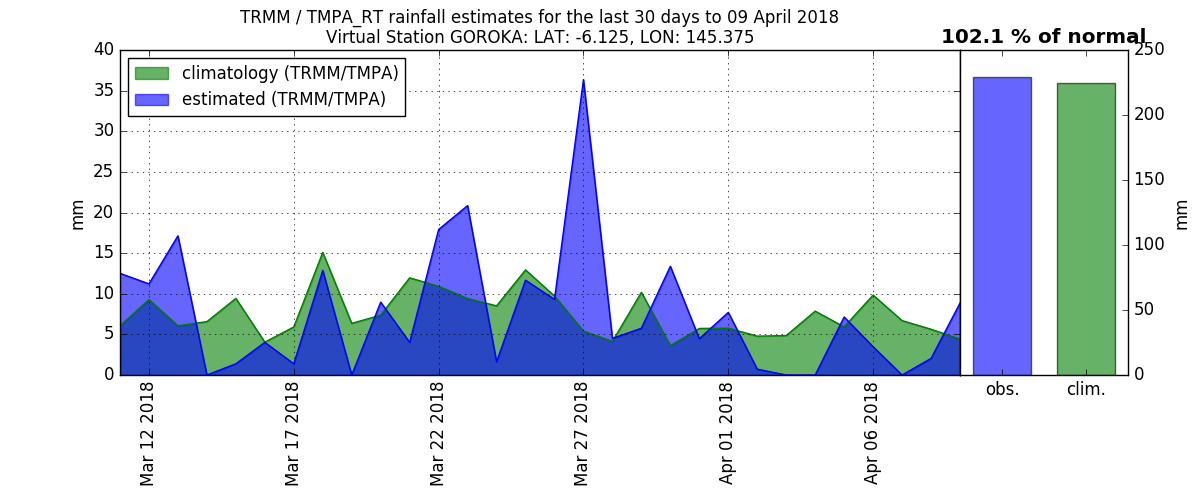 TRMM / TMPA_RT rainfall estimates for the last 30 days to 09 April 2018
Virtual Station GOROKA: LAT: -6.125, LON: 145.375
102.1 % of normal
climatology (TRMM/TMPA)
estimated (TRMM/TMPA)
40
35
30
25
20
15
10
5
0
mm
Mar 12 2018
Mar 17 2018
Mar 22 2018
Mar 27 2018
Apr 01 2018
Apr 06 2018
250
200
150
100
50
0
mm
obs.
clim.